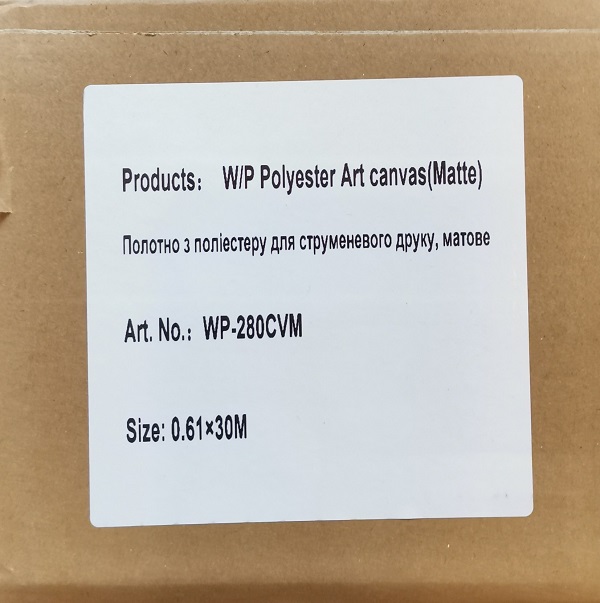 Products： W/P Polyester Art canvas(Matte)
Полотно з поліестеру для струменевого друку, матове
Art. No.：WP-280CVM
Size: 0.61×30M